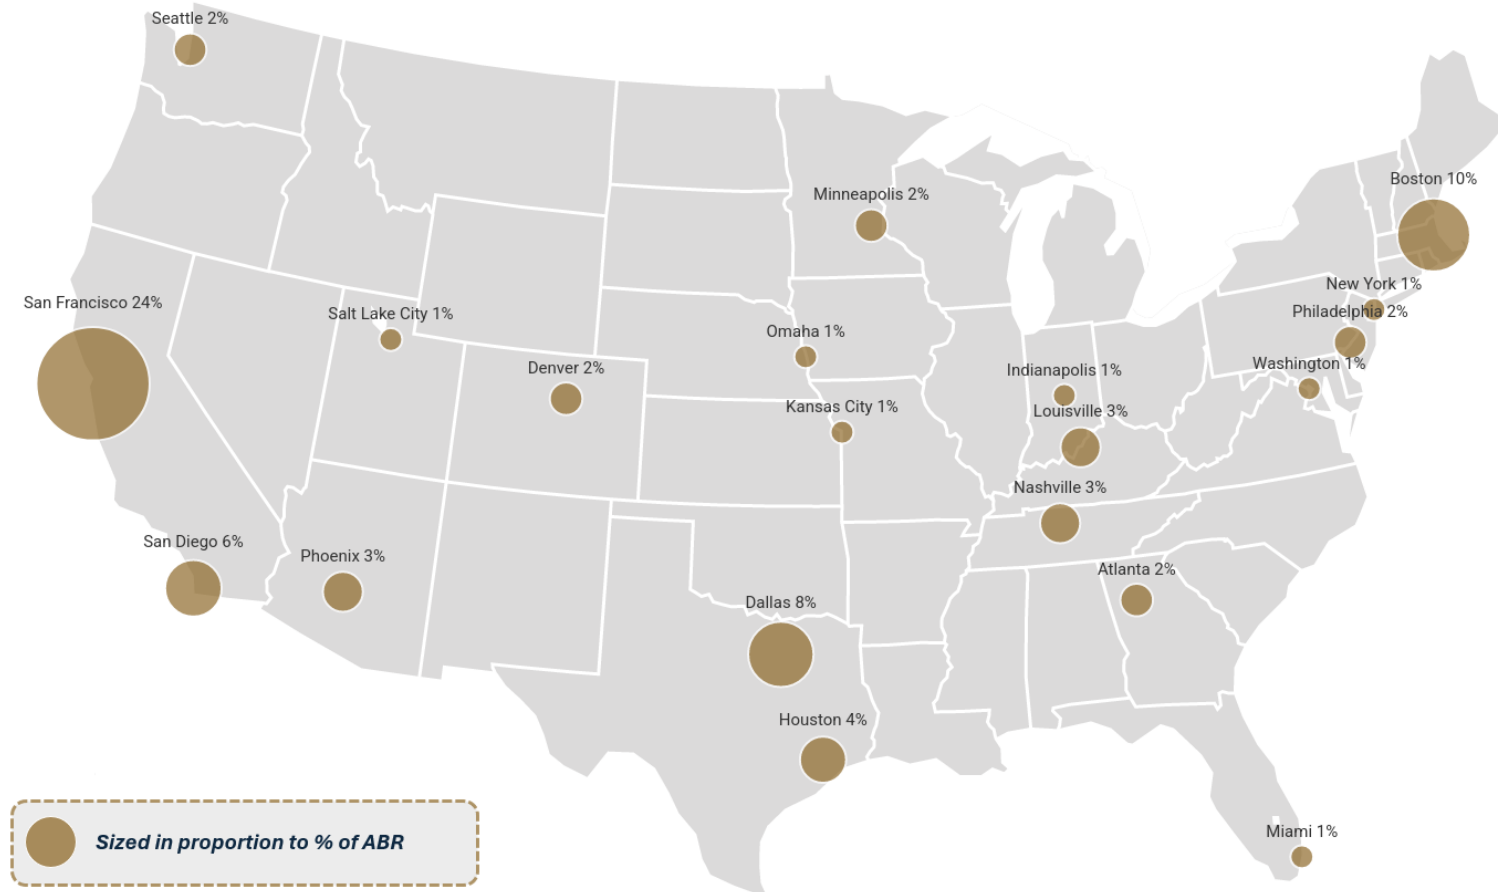 Seattle 2%
Boston 10%
Minneapolis 2%
New York 1%
San Francisco 24%
Salt Lake City 1%
Philadelphia 2%
Omaha 1%
Denver 2%
Washington 1%
Indianapolis 1%
Kansas City 1%
Louisville 3%
Nashville 3%
San Diego 6%
Phoenix 3%
Atlanta 2%
Dallas 8%
Houston 4%
Miami 1%
Sized in proportion to % of ABR